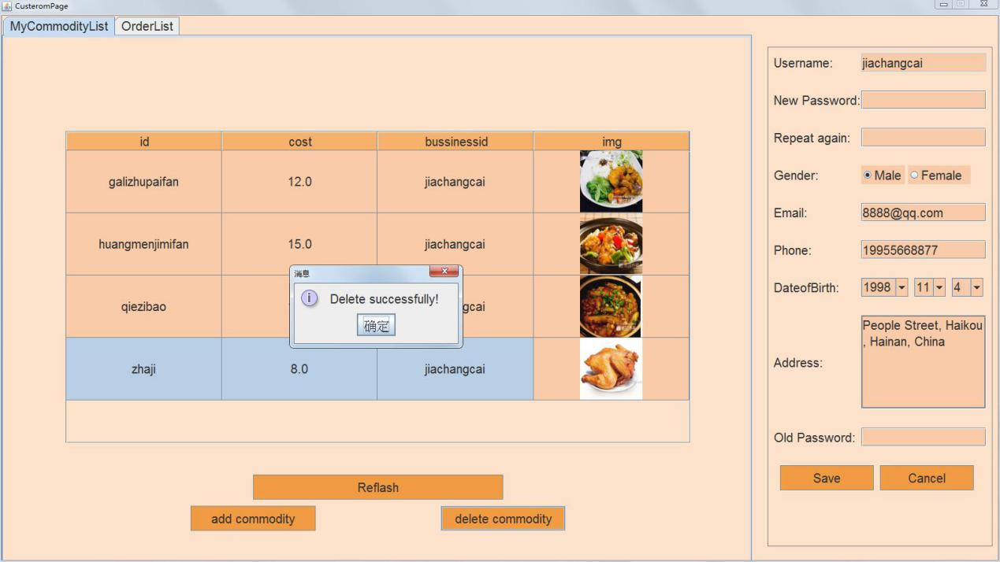 CusteromPage
MyCommodityList OrderList
id cost bussinessid img
galizhupaifan 12.0 jiachangcai
huangmenjimifan 15.0 jiachangcai
qiezibao gcai
zhaji 8.0 jiachangcai
消息
Delete successfully!
确定
Reflash
add commodity delete commodity
Username: jiachangcai
New Password:
Repeat again:
Gender: Male Female
Email: 8888@qq.com
Phone: 19955668877
DateofBirth: 1998 11 4
Address:
People Street, Haikou
, Hainan, China
Old Password:
Save Cancel